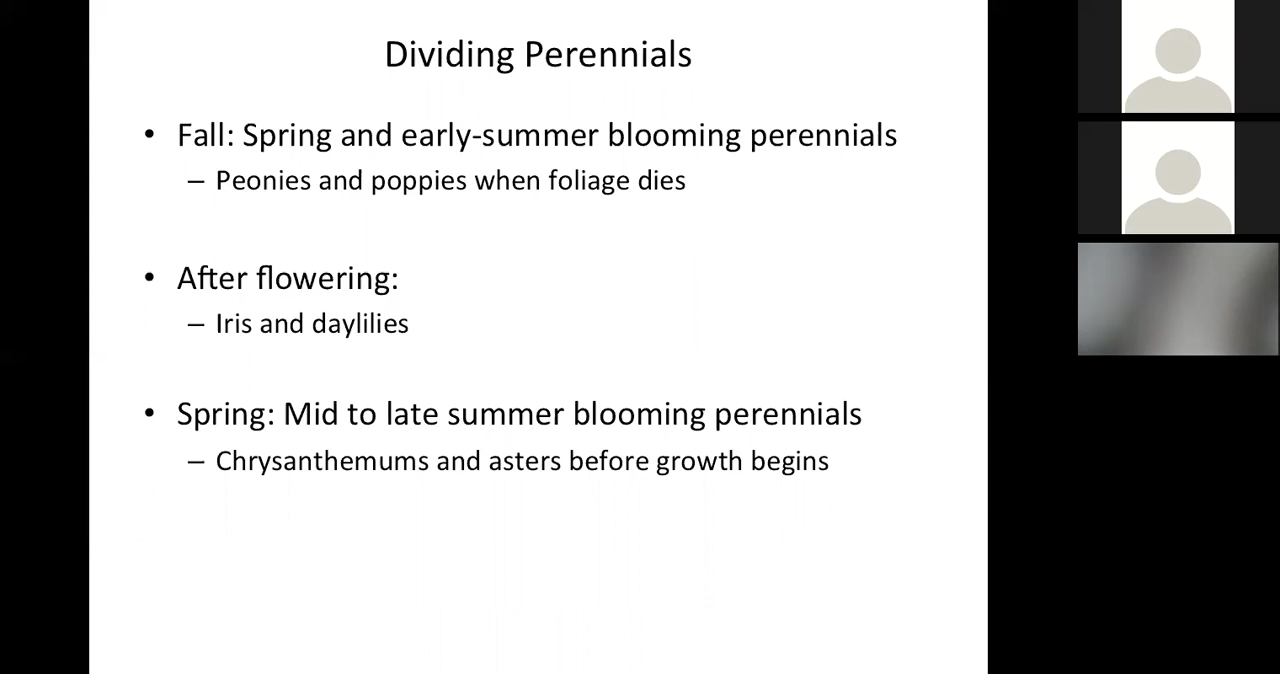 Dividing Perennials
• Fall: Spring and early-summer blooming perennials
– Peonies and poppies when foliage dies
• After flowering:
– Iris and daylilies
• Spring: Mid to late summer blooming perennials
– Chrysanthemums and asters before growth begins